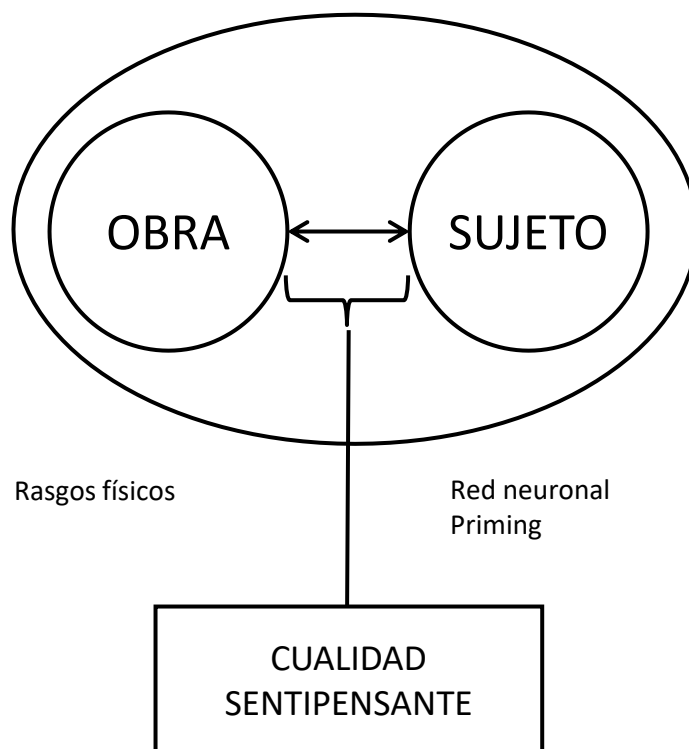 OBRA
SUJETO
Rasgos físicos
Red neuronal
Priming
CUALIDAD
SENTIPENSANTE